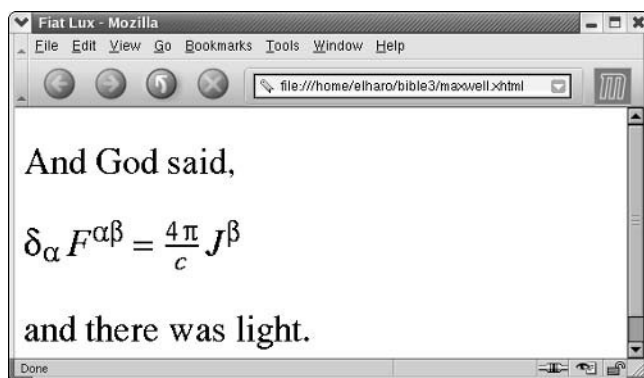 Fiat Lux - Mozilla
File Edit View Go Bookmarks Tools Window Help
file:///home/elharo/bible3/maxwell.xhtml
And God said,
δα Fαβ = 4π/c Jβ
and there was light.
Done